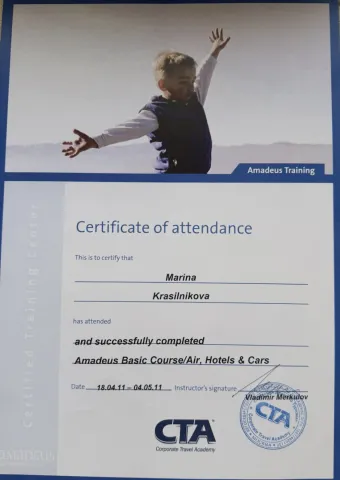 Amadeus Training
Certified Training Center
Certificate of attendance
This is to certify that
Marina
Krasilnikova
has attended
and successfully completed
Amadeus Basic Course/Air, Hotels & Cars
Date 18.04.11 – 04.05.11 Instructor's signature
Vladimir Merkulov
CTA
CTA
Corporate Travel Academy
amadeus